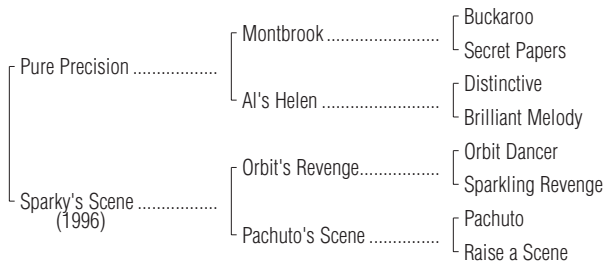 Buckaroo
Montbrook
Secret Papers
Pure Precision
Distinctive
Al's Helen
Brilliant Melody
Orbit Dancer
Orbit's Revenge
Sparkling Revenge
Sparky's Scene
(1996)
Pachuto
Pachuto's Scene
Raise a Scene